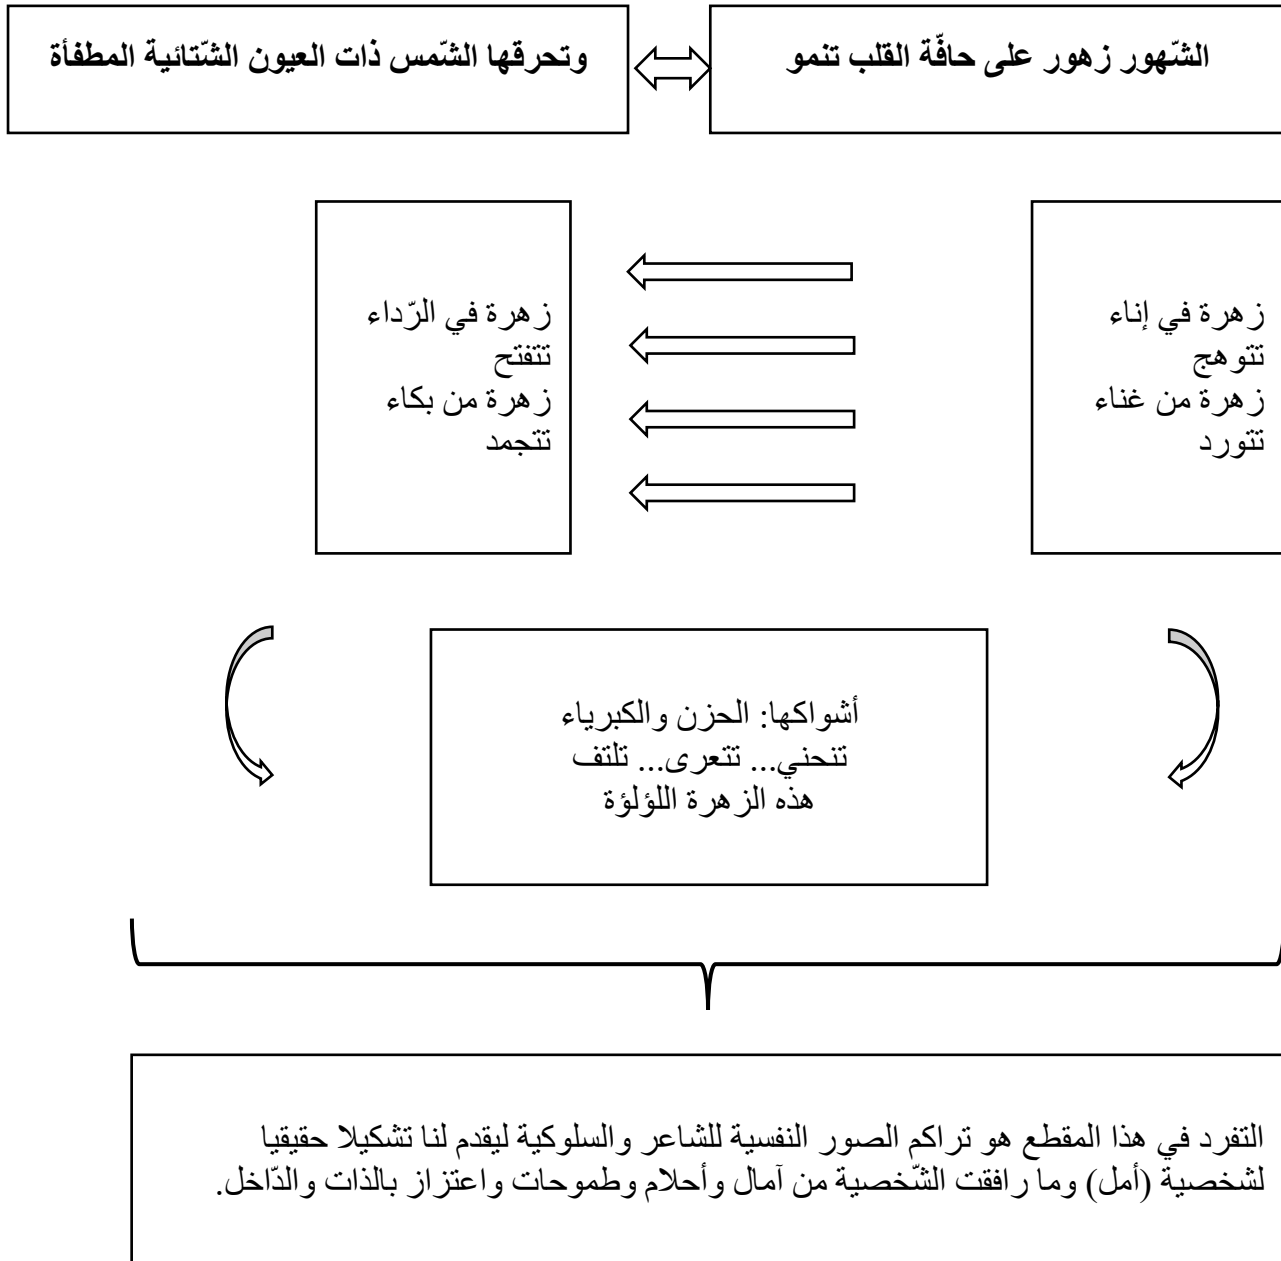 الشّهور زهور على حافّة القلب تنمو
وتحرقها الشّمس ذات العيون الشّتائية المطفأة
زهرة في إناء
تتوهج
زهرة من غناء
تتورد
زهرة في الرّداء
تتفتح
زهرة من بكاء
تتجمد
أشواكها: الحزن والكبرياء
تنحني... تتعرى... تلتف
هذه الزهرة اللؤلؤة
التفرد في هذا المقطع هو تراكم الصور النفسية للشاعر والسلوكية ليقدم لنا تشكيلا حقيقيا
لشخصية (أمل) وما رافقت الشّخصية من آمال وأحلام وطموحات واعتزاز بالذات والدّاخل.